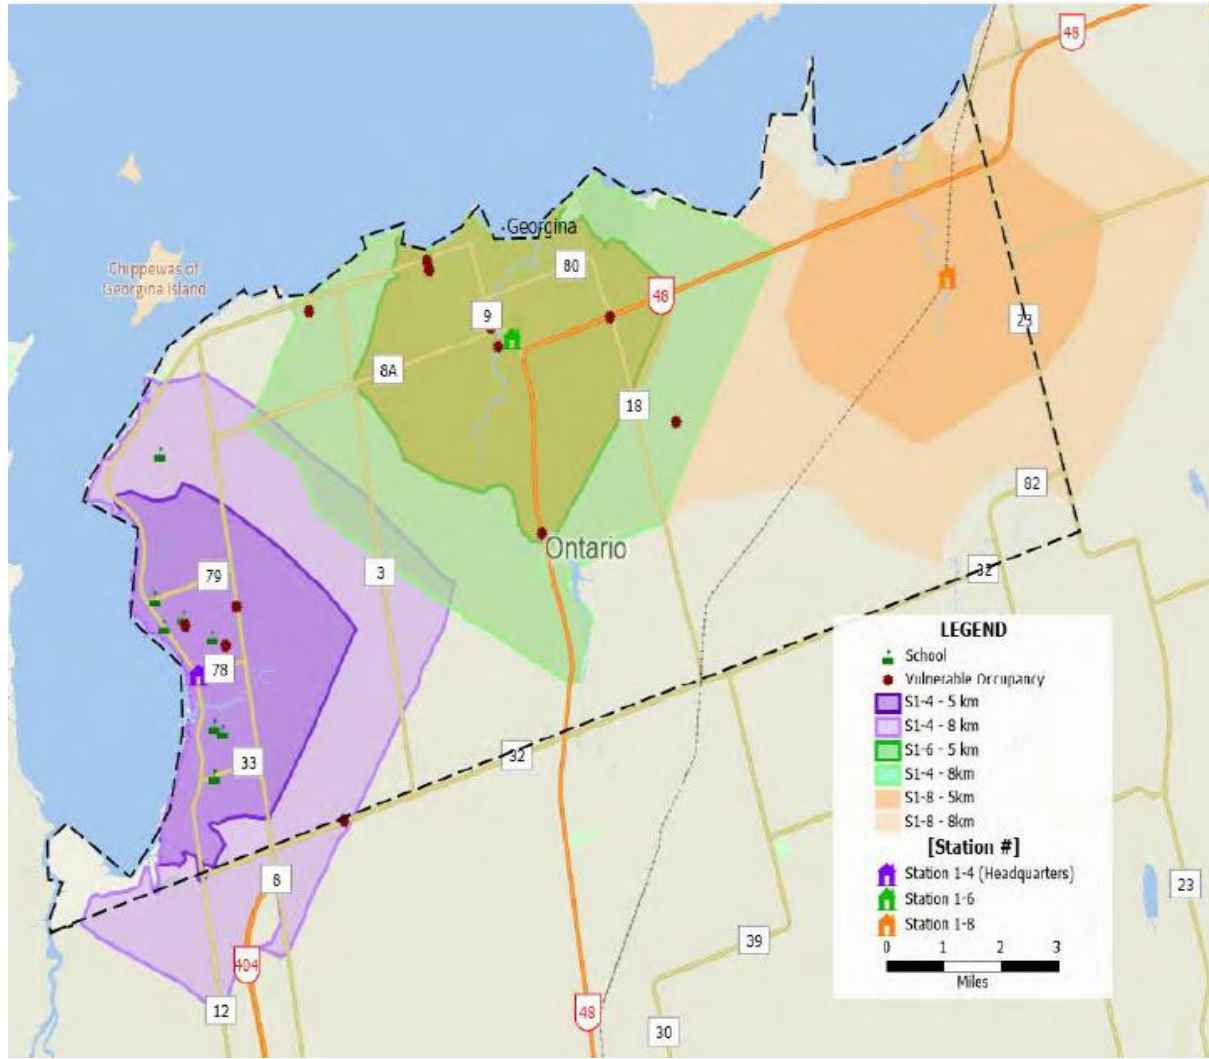 48
Georgina
Chippewas of
Georgina Island
80
48
9
23
8A
18
82
Ontario
79
3
32
78
33
32
8
404
12
39
23
48
30
LEGEND
School
Vulnerable Occupancy
S1-4 - 5 km
S1-4 - 8 km
S1-6 - 5 km
S1-4 - 8km
S1-8 - 5km
S1-8 - 8km
[Station #]
Station 1-4 (Headquarters)
Station 1-6
Station 1-8
0 1 2 3
Miles